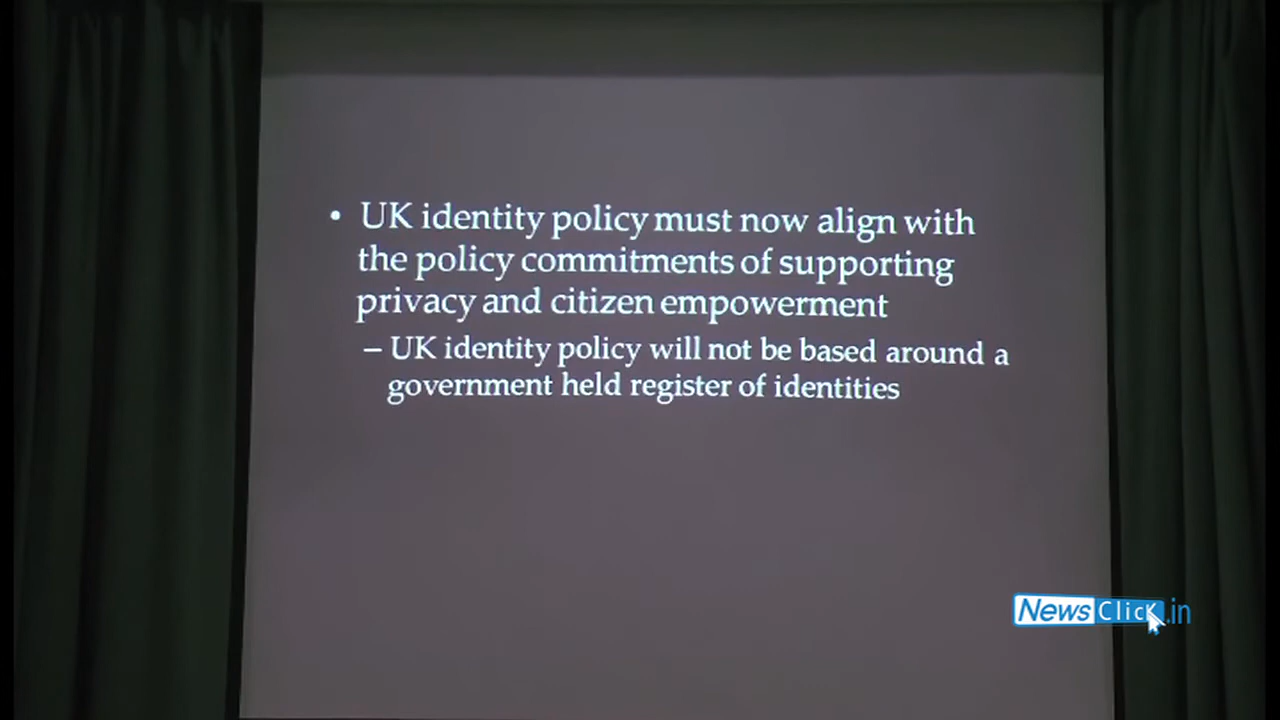 • UK identity policy must now align with
the policy commitments of supporting
privacy and citizen empowerment
– UK identity policy will not be based around a
government held register of identities
NewsClick.in